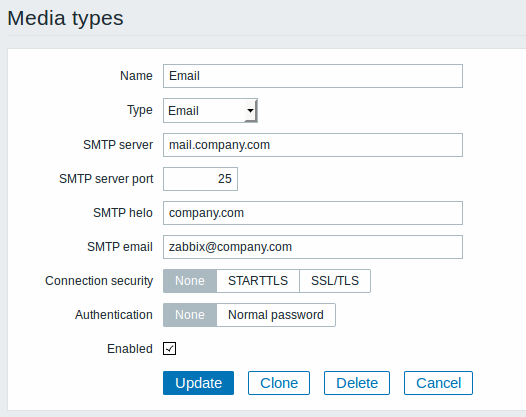 Media types
Name Email
Type Email
SMTP server mail.company.com
SMTP server port 25
SMTP helo company.com
SMTP email zabbix@company.com
Connection security None STARTTLS SSL/TLS
Authentication None Normal password
Enabled
Update Clone Delete Cancel